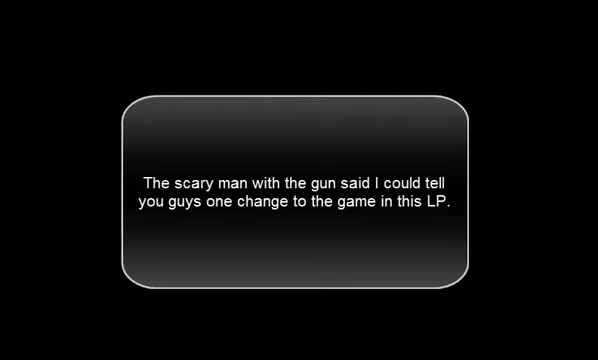 The scary man with the gun said I could tell
you guys one change to the game in this LP.